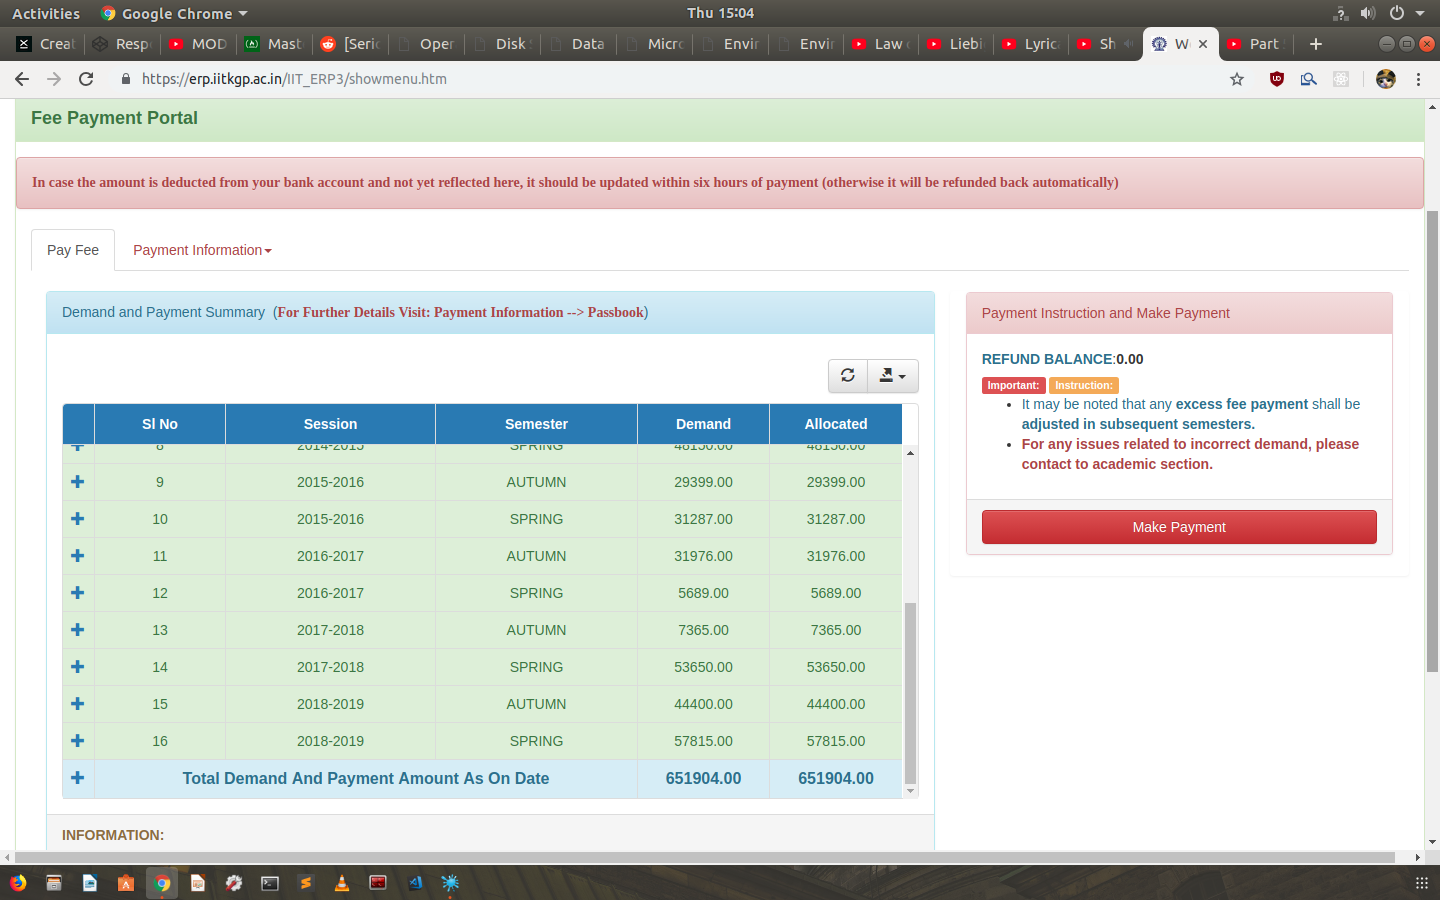 Activities Google Chrome Thu 15:04
Creat Resp MOD Mast [Seri Oper Disk Data Micro Envir Envir Law Liebi Lyrica Sh W Part
https://erp.iitkgp.ac.in/IIT_ERP3/showmenu.htm
Fee Payment Portal
In case the amount is deducted from your bank account and not yet reflected here, it should be updated within six hours of payment (otherwise it will be refunded back automatically)
Pay Fee Payment Information
Demand and Payment Summary (For Further Details Visit: Payment Information --> Passbook)
Sl No Session Semester Demand Allocated
8 2014-2015 SPRING 48150.00 48150.00
9 2015-2016 AUTUMN 29399.00 29399.00
10 2015-2016 SPRING 31287.00 31287.00
11 2016-2017 AUTUMN 31976.00 31976.00
12 2016-2017 SPRING 5689.00 5689.00
13 2017-2018 AUTUMN 7365.00 7365.00
14 2017-2018 SPRING 53650.00 53650.00
15 2018-2019 AUTUMN 44400.00 44400.00
16 2018-2019 SPRING 57815.00 57815.00
Total Demand And Payment Amount As On Date 651904.00 651904.00
INFORMATION:
Payment Instruction and Make Payment
REFUND BALANCE:0.00
Important: Instruction:
It may be noted that any excess fee payment shall be
adjusted in subsequent semesters.
For any issues related to incorrect demand, please
contact to academic section.
Make Payment